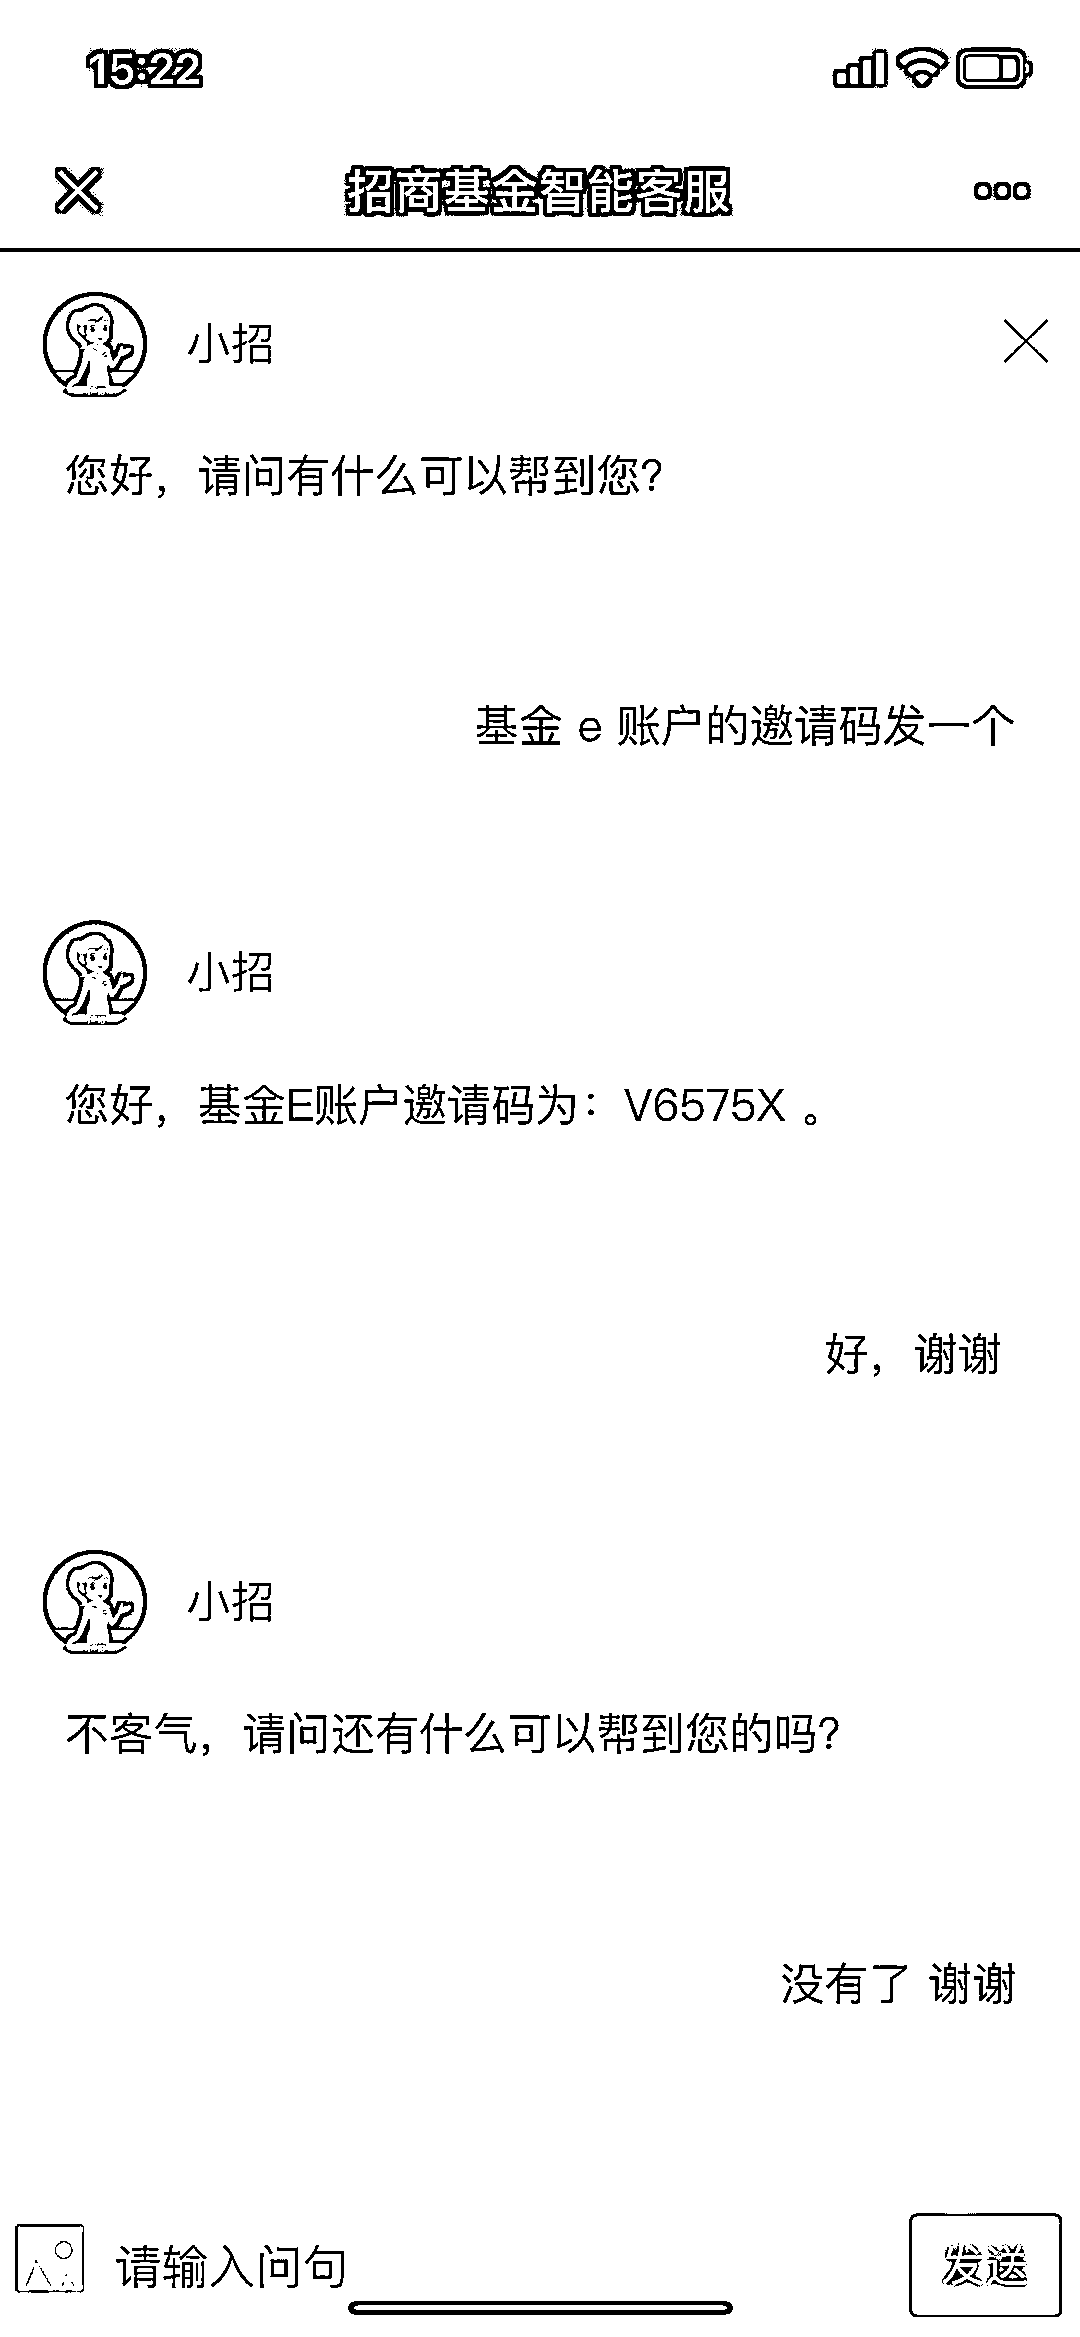 15:22
招商基金智能客服
小招
您好，请问有什么可以帮到您?
基金 e 账户的邀请码发一个
小招
您好，基金E账户邀请码为：V6575X 。
好，谢谢
小招
不客气，请问还有什么可以帮到您的吗?
没有了 谢谢
请输入问句
发送